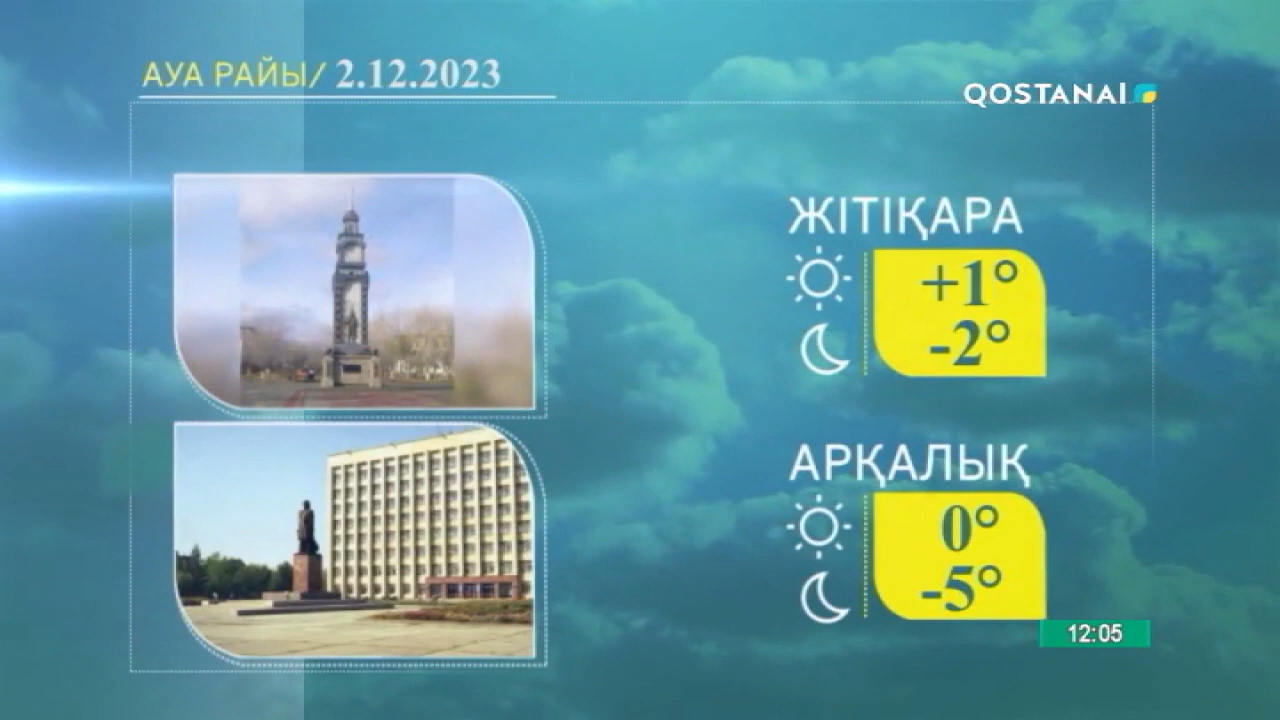 АУА РАЙЫ/ 2.12.2023
QOSTANAI
ЖІТІҚАРА
+1°
-2°
АРҚАЛЫҚ
0°
-5°
12:05